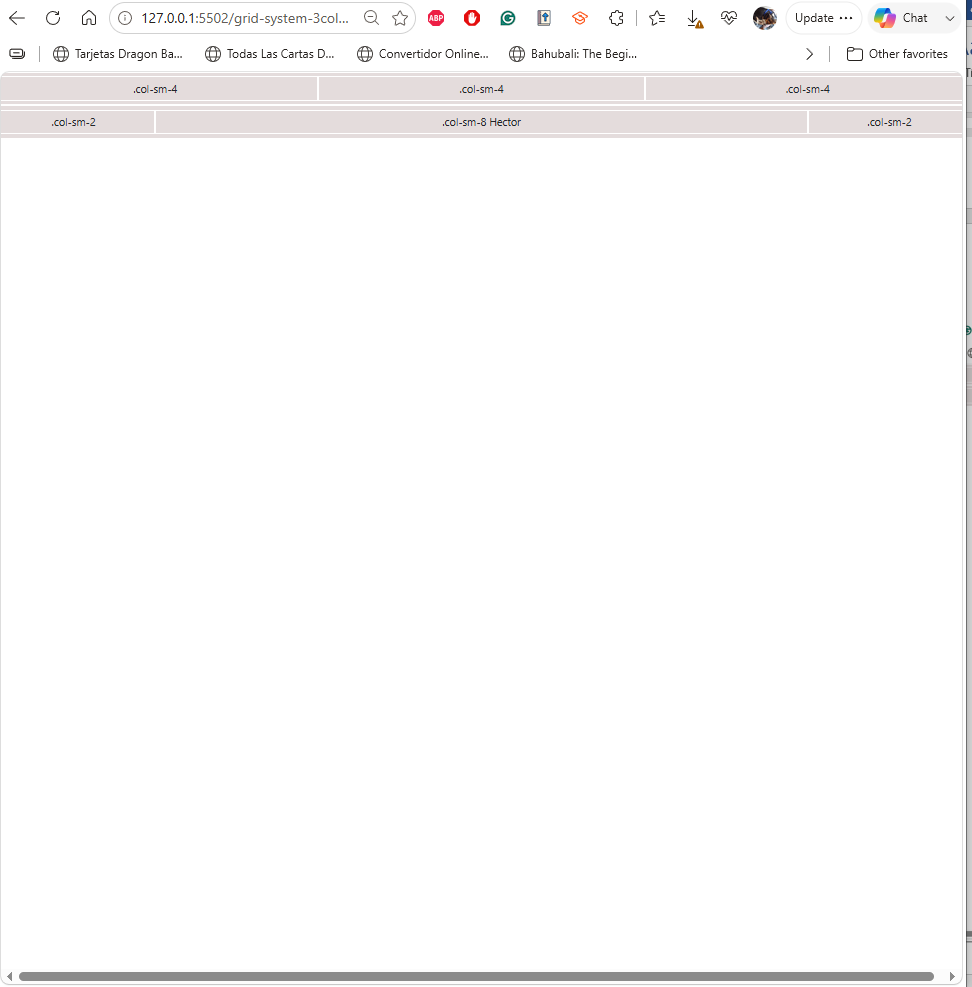 127.0.0.1:5502/grid-system-3col...
ABP
Update
Chat
Tarjetas Dragon Ba...
Todas Las Cartas D...
Convertidor Online...
Bahubali: The Begi...
Other favorites
.col-sm-4
.col-sm-4
.col-sm-4
.col-sm-2
.col-sm-8 Hector
.col-sm-2